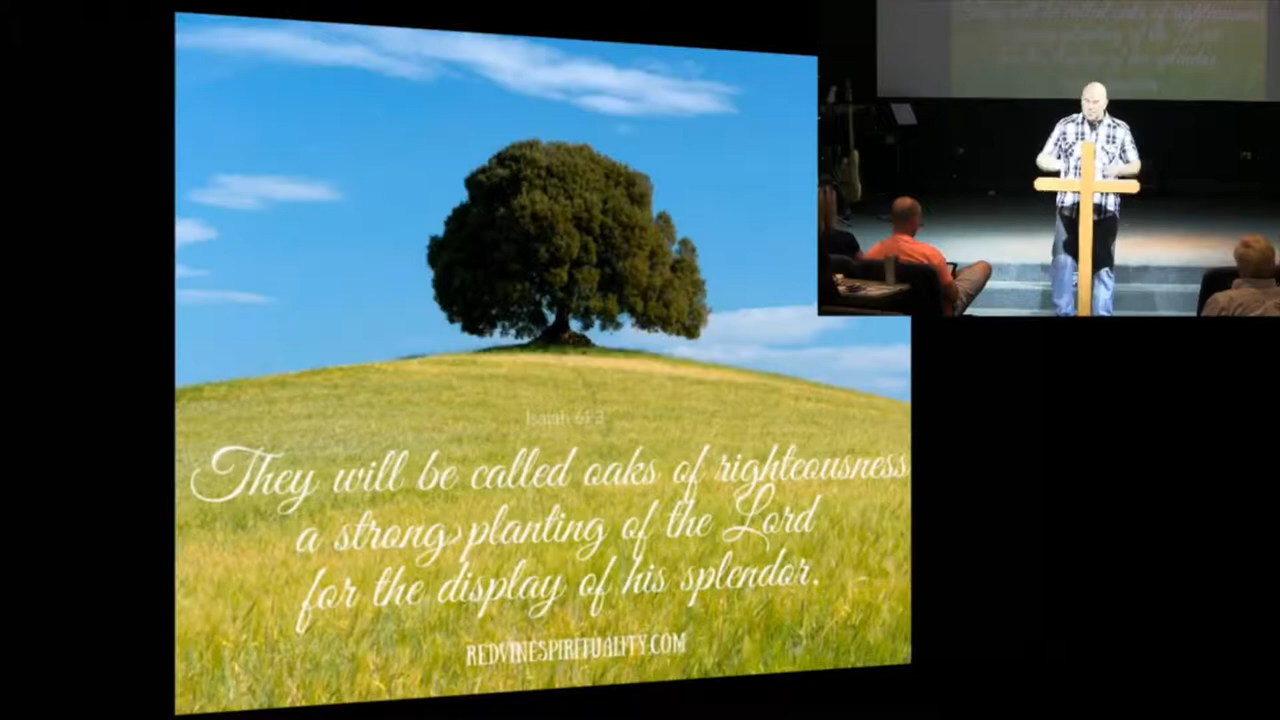 Isaiah 61:3
They will be called oaks of righteousness
a strong planting of the Lord
for the display of his splendor.
REDVINESPIRITUALITY.COM